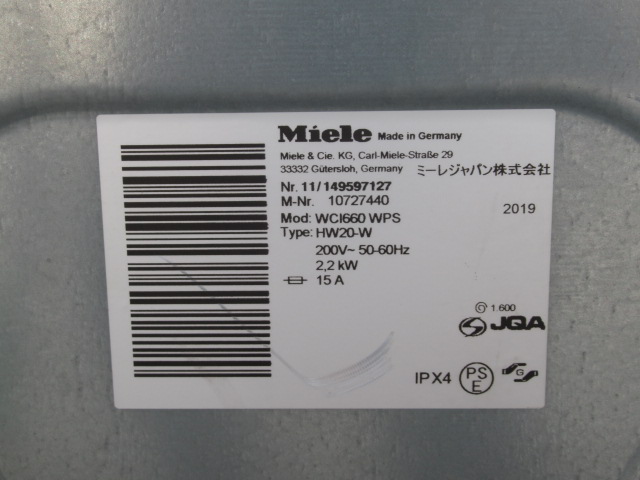 Miele Made in Germany
Miele & Cie. KG, Carl-Miele-Straße 29
33332 Gütersloh, Germany ミーレジャパン株式会社
Nr. 11/149597127
M-Nr. 10727440
2019
Mod: WCI660 WPS
Type: HW20-W
200V~ 50-60Hz
2,2 kW
15 A
1.600
JQA
IPX4 PS E G